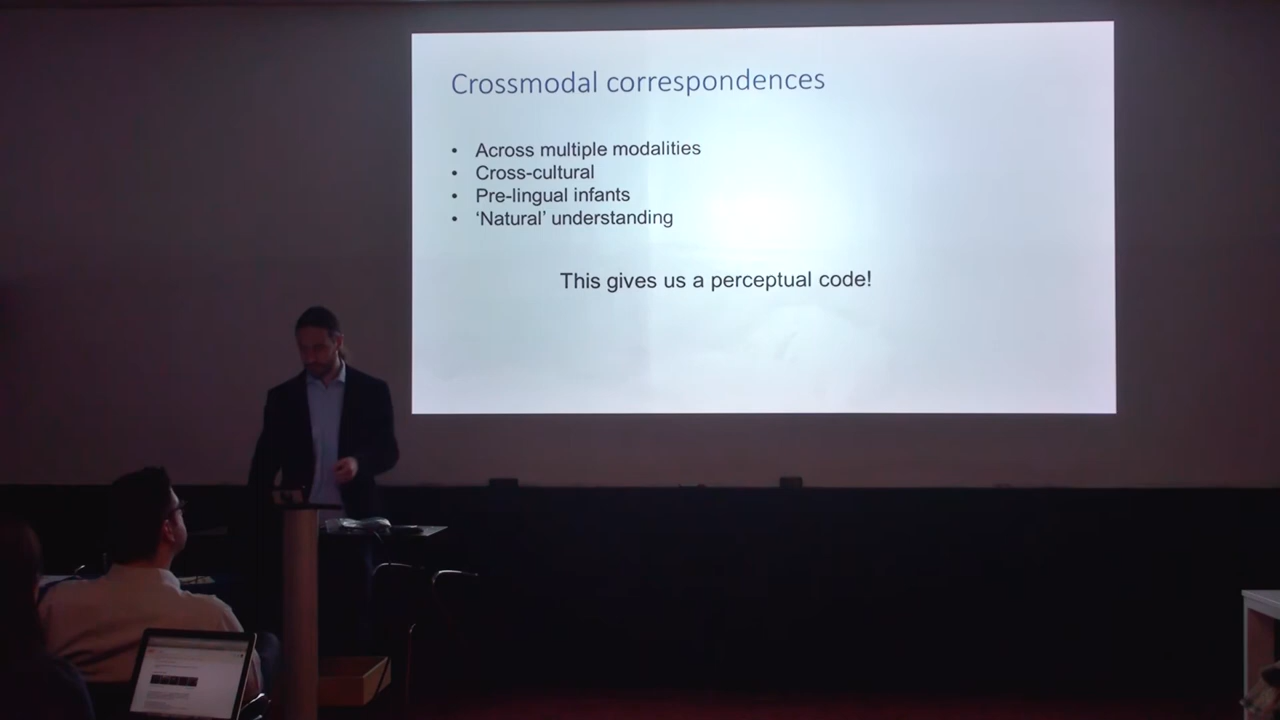 Crossmodal correspondences
• Across multiple modalities
• Cross-cultural
• Pre-lingual infants
• ‘Natural’ understanding
This gives us a perceptual code!